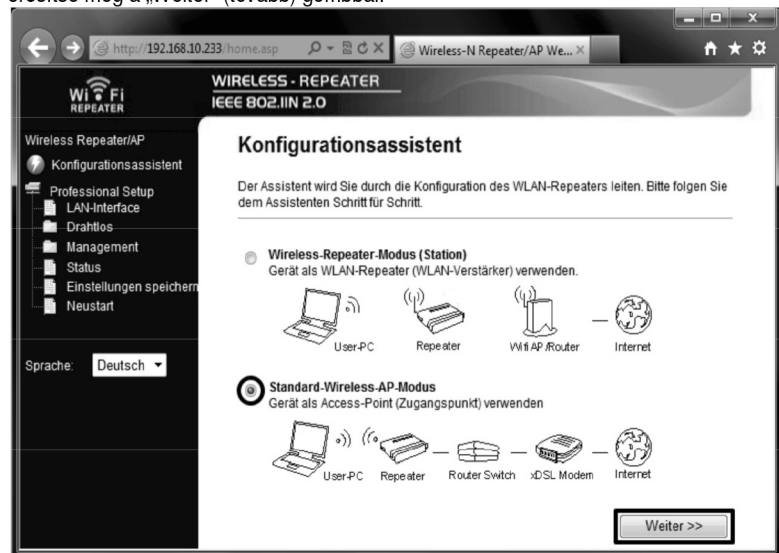 http://192.168.10.233/home.asp
Wireless-N Repeater/AP We...
Wi Fi
REPEATER
WIRELESS - REPEATER
IEEE 802.11N 2.0
Wireless Repeater/AP
Konfigurationsassistent
Professional Setup
LAN-Interface
Drahtlos
Management
Status
Einstellungen speichern
Neustart
Sprache: Deutsch
Konfigurationsassistent
Der Assistent wird Sie durch die Konfiguration des WLAN-Repeaters leiten. Bitte folgen Sie
dem Assistenten Schritt für Schritt.
Wireless-Repeater-Modus (Station)
Gerät als WLAN-Repeater (WLAN-Verstärker) verwenden.
User-PC Repeater Wifi AP /Router Internet
Standard-Wireless-AP-Modus
Gerät als Access-Point (Zugangspunkt) verwenden
User-PC Repeater Router Switch xDSL Modem Internet
Weiter >>